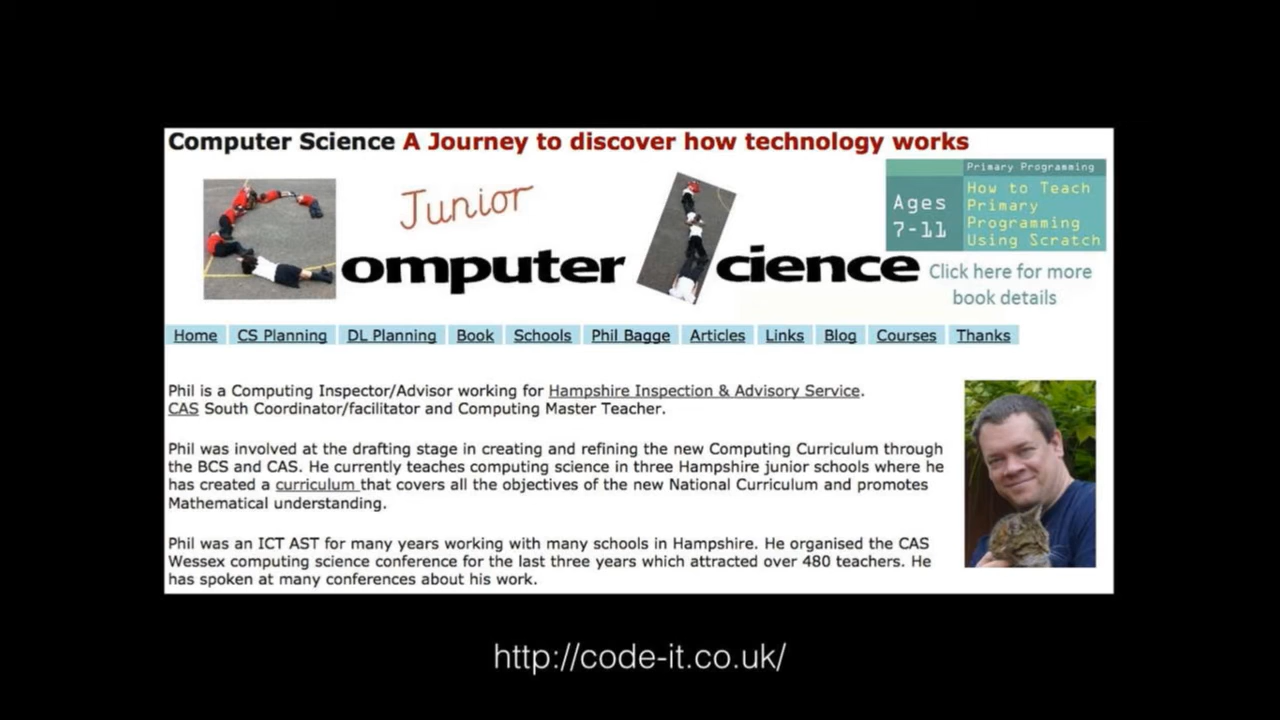 Computer Science A Journey to discover how technology works
Junior
omputer cience
Primary Programming
Ages
7-11
How to Teach
Primary
Programming
Using Scratch
Click here for more
book details
Home CS Planning DL Planning Book Schools Phil Bagge Articles Links Blog Courses Thanks
Phil is a Computing Inspector/Advisor working for Hampshire Inspection & Advisory Service.
CAS South Coordinator/facilitator and Computing Master Teacher.
Phil was involved at the drafting stage in creating and refining the new Computing Curriculum through
the BCS and CAS. He currently teaches computing science in three Hampshire junior schools where he
has created a curriculum that covers all the objectives of the new National Curriculum and promotes
Mathematical understanding.
Phil was an ICT AST for many years working with many schools in Hampshire. He organised the CAS
Wessex computing science conference for the last three years which attracted over 480 teachers. He
has spoken at many conferences about his work.
http://code-it.co.uk/